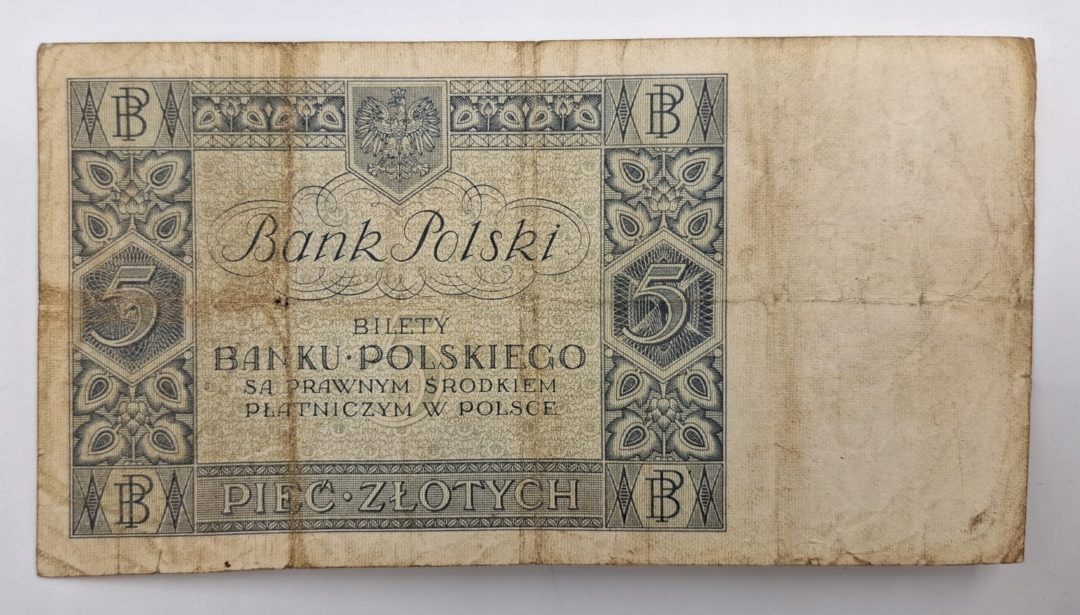 BP BP
Bank Polski
5 5
BILETY
BANKU·POLSKIEGO
SĄ PRAWNYM ŚRODKIEM
PŁATNICZYM W POLSCE
BP PIĘĆ·ZŁOTYCH BP